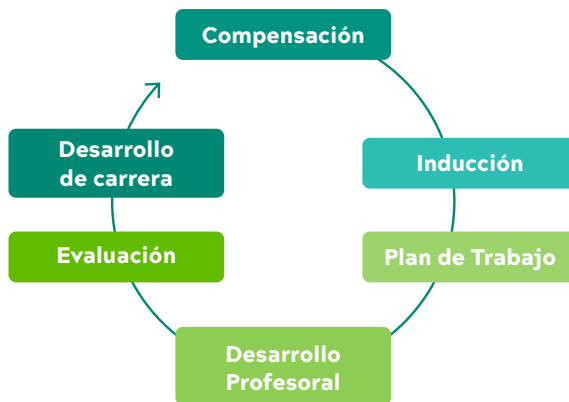 Compensación
Inducción
Plan de Trabajo
Desarrollo
Profesoral
Evaluación
Desarrollo
de carrera